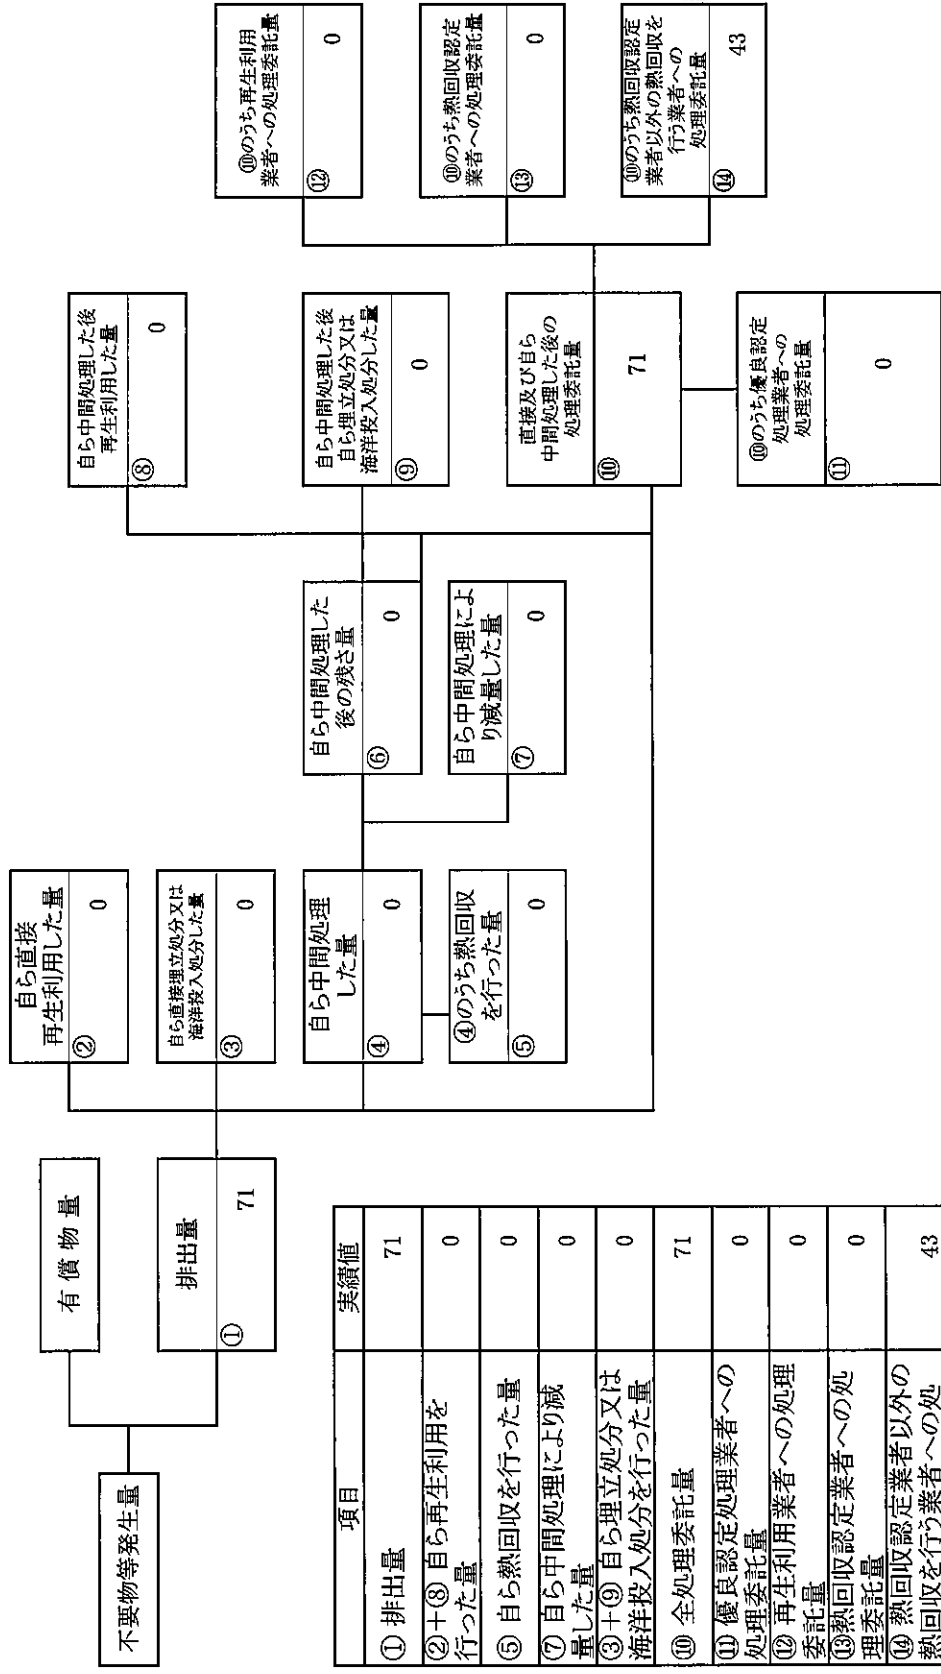 不要物等発生量
有償物量
排出量
① 71
自ら直接
再生利用した量
② 0
自ら直接埋立処分又は
海洋投入処分した量
③ 0
自ら中間処理
した量
④ 0
④のうち熱回収
を行った量
⑤ 0
自ら中間処理した
後の残さ量
⑥ 0
自ら中間処理によ
り減量した量
⑦ 0
自ら中間処理した後
再生利用した量
⑧ 0
自ら中間処理した後
自ら埋立処分又は
海洋投入処分した量
⑨ 0
直接及び自ら
中間処理した後の
処理委託量
⑩ 71
⑩のうち優良認定
処理業者への
処理委託量
⑪ 0
⑩のうち再生利用
業者への処理委託量
⑫ 0
⑩のうち熱回収認定
業者への処理委託量
⑬ 0
⑩のうち熱回収認定
業者以外の熱回収を
行う業者への
処理委託量
⑭ 43
項目 実績値
① 排出量 71
②+⑧ 自ら再生利用を
行った量 0
⑤ 自ら熱回収を行った量 0
⑦ 自ら中間処理により減
量した量 0
③+⑨ 自ら埋立処分又は
海洋投入処分を行った量 0
⑩ 全処理委託量 71
⑪ 優良認定処理業者への
処理委託量 0
⑫ 再生利用業者への処理
委託量 0
⑬熱回収認定業者への処
理委託量 0
⑭ 熱回収認定業者以外の
熱回収を行う業者への処 43